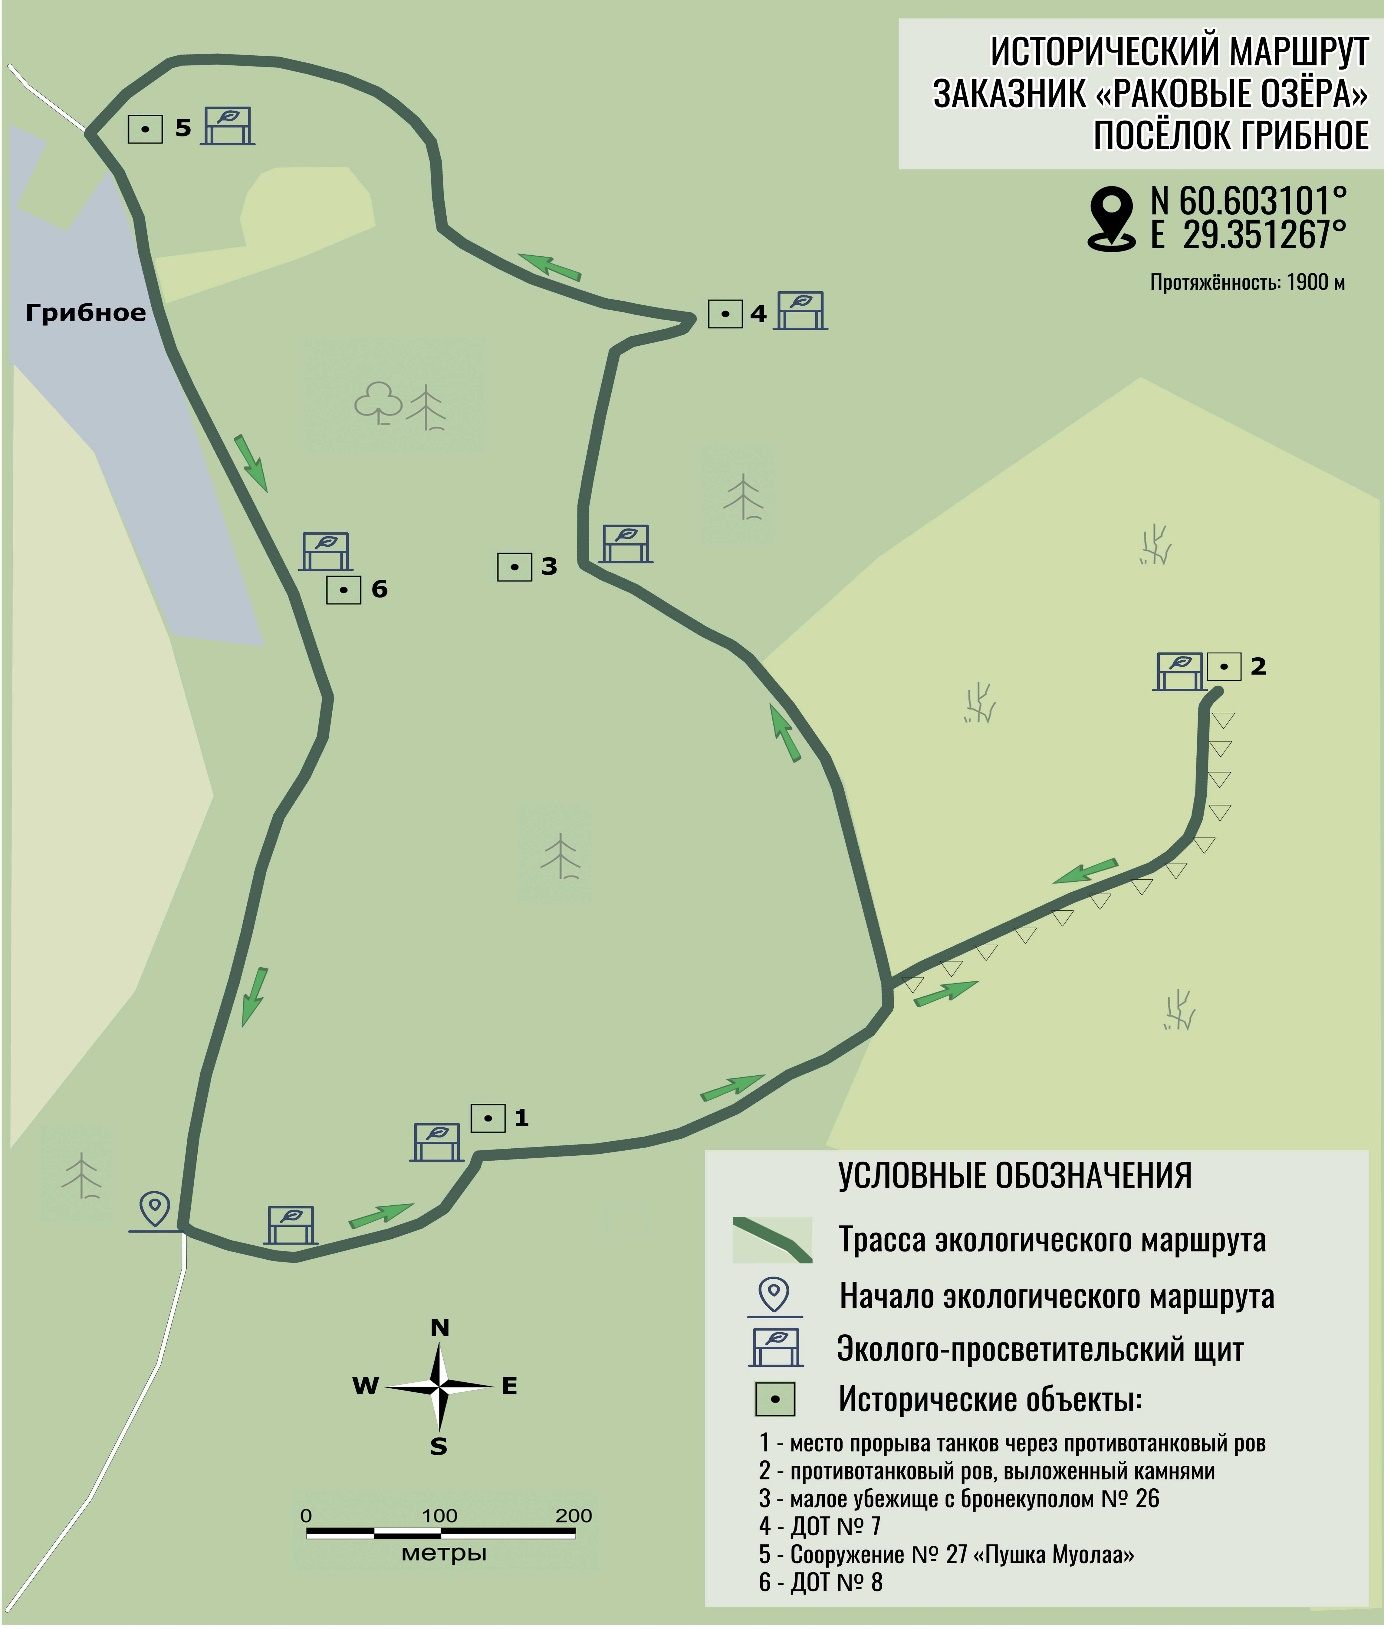 ИСТОРИЧЕСКИЙ МАРШРУТ
ЗАКАЗНИК «РАКОВЫЕ ОЗЁРА»
ПОСЁЛОК ГРИБНОЕ
N 60.603101°
E 29.351267°
Протяжённость: 1900 м
5
Грибное
4
3
6
2
1
N
W E
S
0 100 200
метры
УСЛОВНЫЕ ОБОЗНАЧЕНИЯ
Трасса экологического маршрута
Начало экологического маршрута
Эколого-просветительский щит
Исторические объекты:
1 - место прорыва танков через противотанковый ров
2 - противотанковый ров, выложенный камнями
3 - малое убежище с бронекуполом № 26
4 - ДОТ № 7
5 - Сооружение № 27 «Пушка Муолаа»
6 - ДОТ № 8